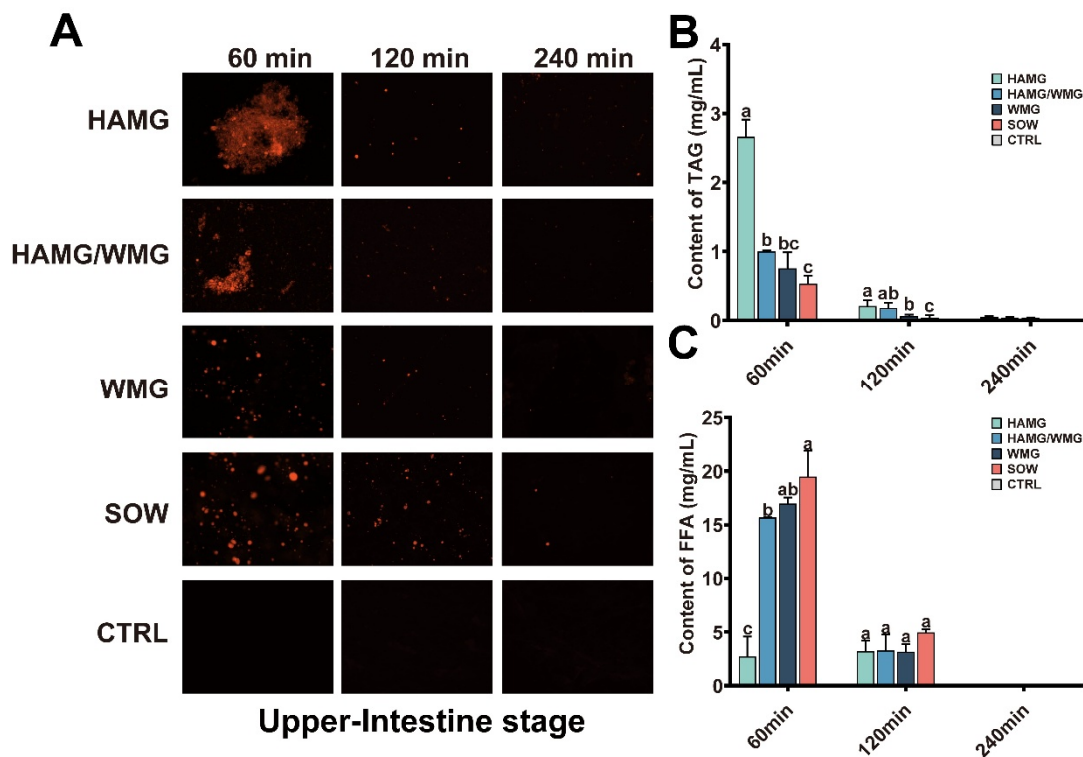 A
60 min 120 min 240 min
HAMG
HAMG/WMG
WMG
SOW
CTRL
Upper-Intestine stage
B
Content of TAG (mg/mL)
4
3
2
1
0
HAMG
HAMG/WMG
WMG
SOW
CTRL
a
b
bc
c
a
ab
b
c
60min
120min
240min
C
Content of FFA (mg/mL)
25
20
15
10
5
0
HAMG
HAMG/WMG
WMG
SOW
CTRL
c
b
ab
a
a
a
a
a
60min
120min
240min